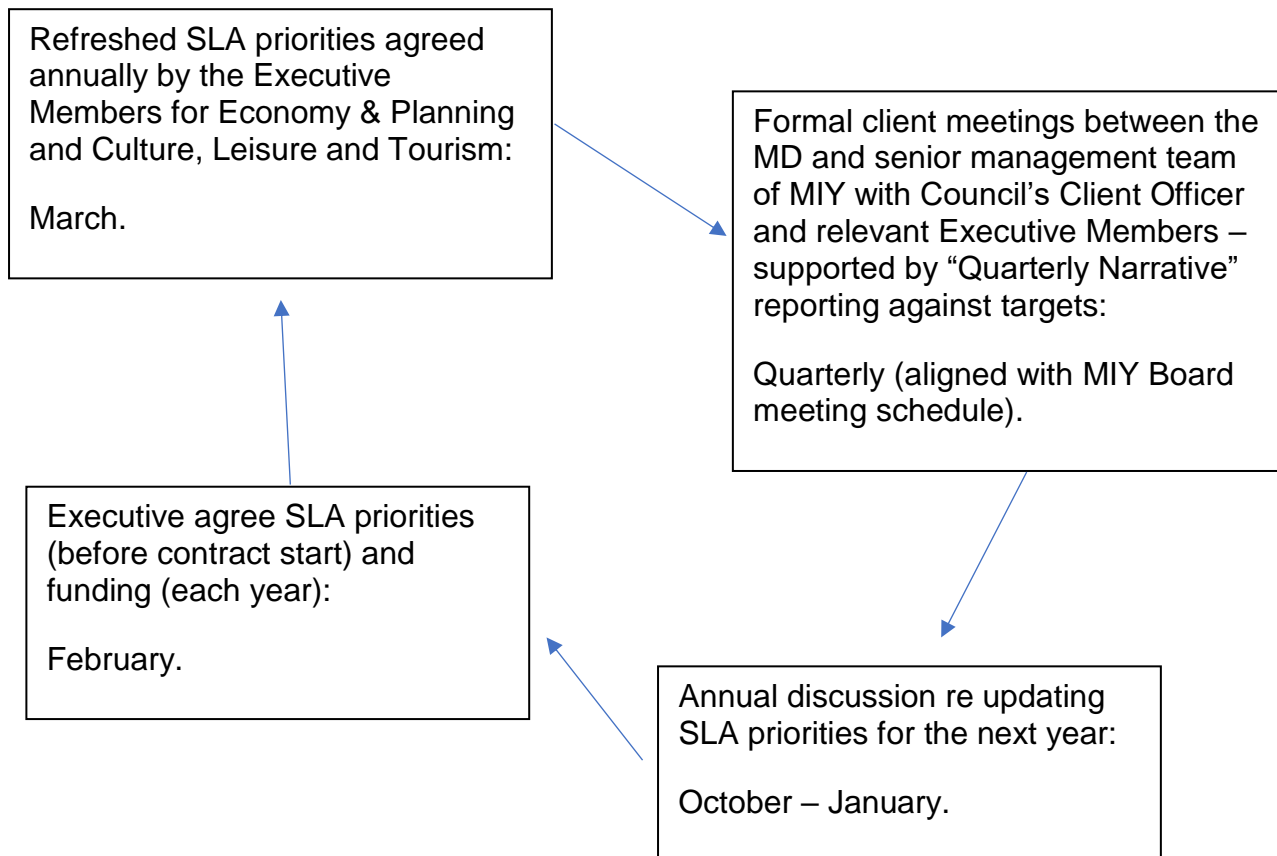 Refreshed SLA priorities agreed
annually by the Executive
Members for Economy & Planning
and Culture, Leisure and Tourism:
March.
Formal client meetings between the
MD and senior management team
of MIY with Council’s Client Officer
and relevant Executive Members –
supported by “Quarterly Narrative”
reporting against targets:
Quarterly (aligned with MIY Board
meeting schedule).
Executive agree SLA priorities
(before contract start) and
funding (each year):
February.
Annual discussion re updating
SLA priorities for the next year:
October – January.